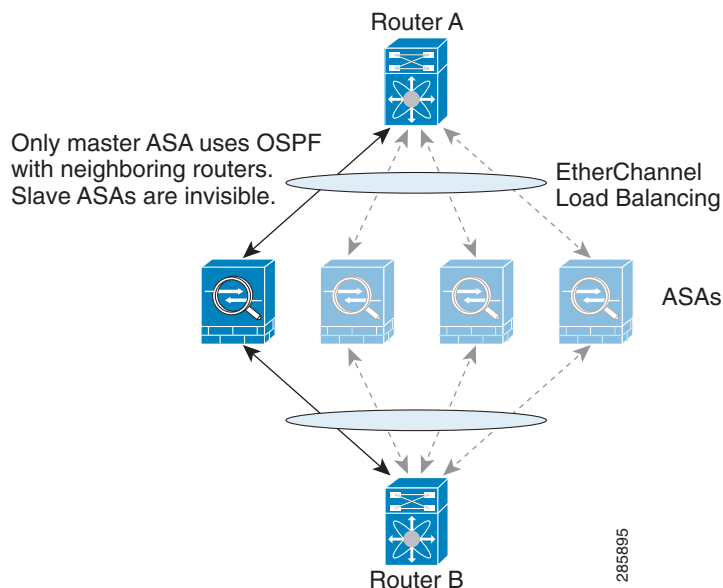 Router A
Only master ASA uses OSPF
with neighboring routers.
Slave ASAs are invisible.
EtherChannel
Load Balancing
ASAs
Router B
285895